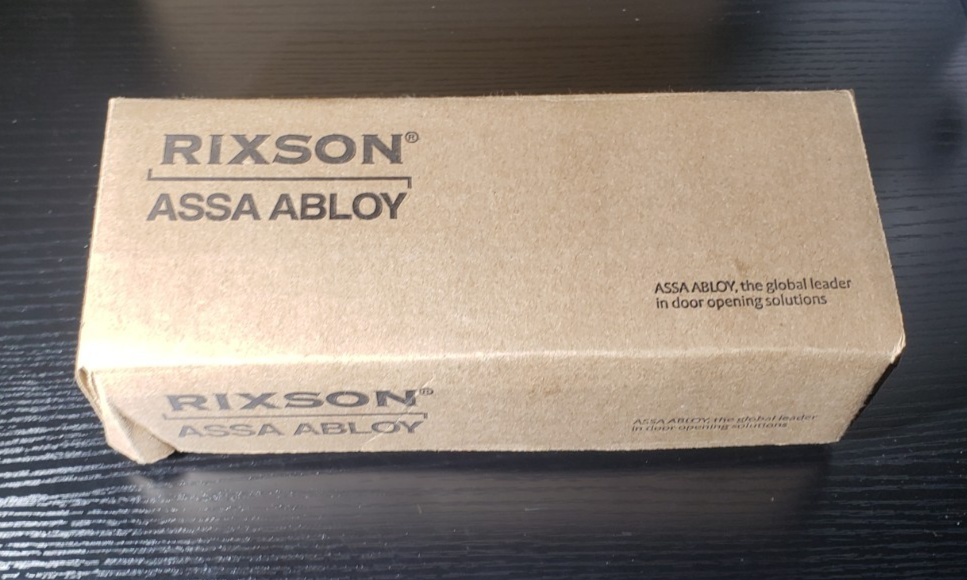 RIXSON®
ASSA ABLOY
ASSA ABLOY, the global leader
in door opening solutions
RIXSON®
ASSA ABLOY
ASSA ABLOY, the global leader
in door opening solutions